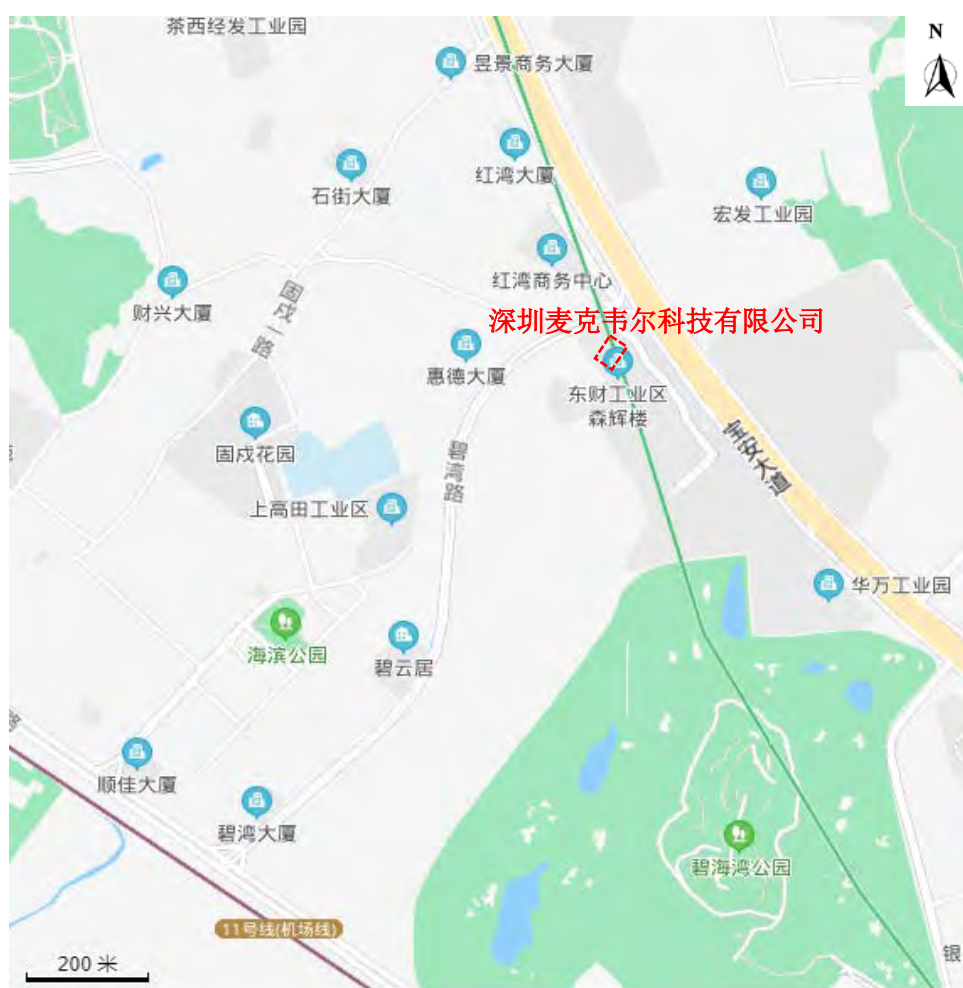 茶西经发工业园
N
昱景商务大厦
红湾大厦
石街大厦
宏发工业园
红湾商务中心
财兴大厦
固戍一路
深圳麦克韦尔科技有限公司
惠德大厦
东财工业区
森辉楼
固戍花园
碧湾路
宝安大道
上高田工业区
华万工业园
海滨公园
碧云居
路
顺佳大厦
碧湾大厦
碧海湾公园
11号线(机场线)
银
200 米